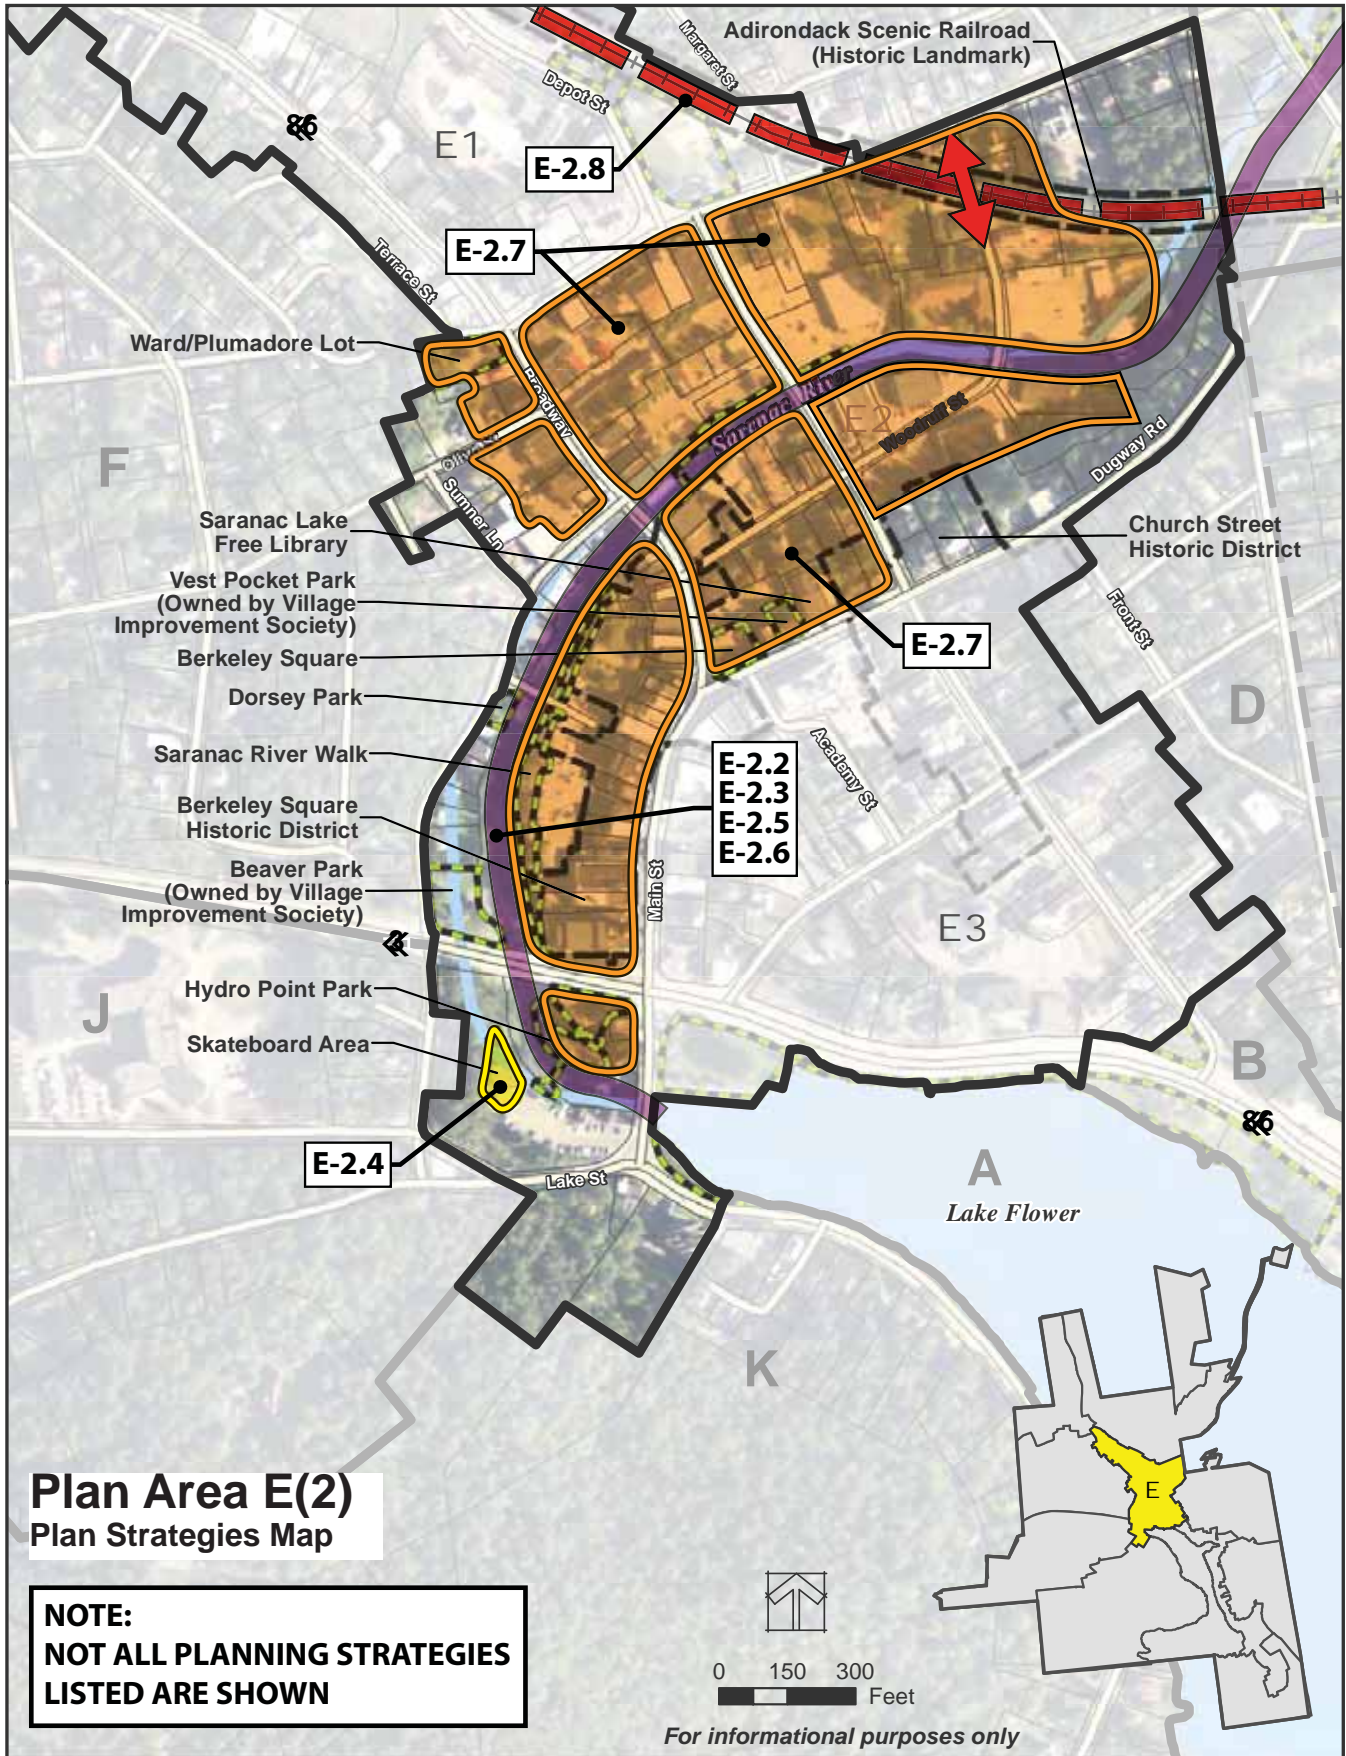 Adirondack Scenic Railroad
(Historic Landmark)
Margaret St
Depot St
86
E1
E-2.8
E-2.7
Terrace St
Ward/Plumadore Lot
Broadway
Saranac River
E2
Woodruff St
Dugway Rd
F
Sumner Ln
Saranac Lake
Free Library
Church Street
Historic District
Vest Pocket Park
(Owned by Village
Improvement Society)
Front St
E-2.7
Berkeley Square
Dorsey Park
D
Academy St
Saranac River Walk
E-2.2
E-2.3
E-2.5
E-2.6
Berkeley Square
Historic District
Beaver Park
(Owned by Village
Improvement Society)
Main St
E3
J
Hydro Point Park
Skateboard Area
B
86
E-2.4
Lake St
A
Lake Flower
K
E
Plan Area E(2)
Plan Strategies Map
NOTE:
NOT ALL PLANNING STRATEGIES
LISTED ARE SHOWN
0 150 300
Feet
For informational purposes only